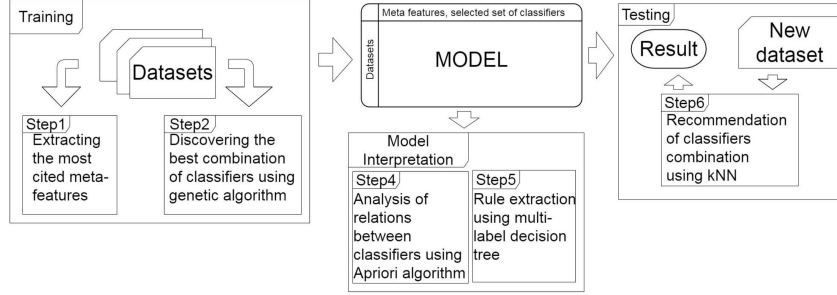 Training
Datasets
Step1
Extracting
the most
cited meta-
features
Step2
Discovering the
best combination
of classifiers using
genetic algorithm
Meta features, selected set of classifiers
Datasets
MODEL
Model
Interpretation
Step4
Analysis of
relations
between
classifiers using
Apriori algorithm
Step5
Rule extraction
using multi-
label decision
tree
Testing
Result
New
dataset
Step6
Recommendation
of classifiers
combination
using kNN